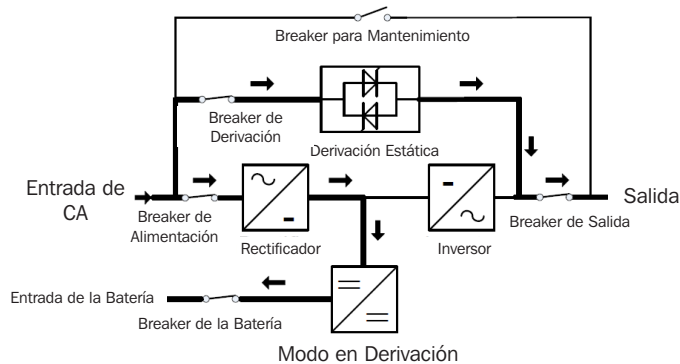 Breaker para Mantenimiento
Breaker de
Derivación
Derivación Estática
Entrada de
CA
Breaker de
Alimentación
Rectificador
Inversor
Breaker de Salida
Salida
Entrada de la Batería
Breaker de la Batería
Modo en Derivación